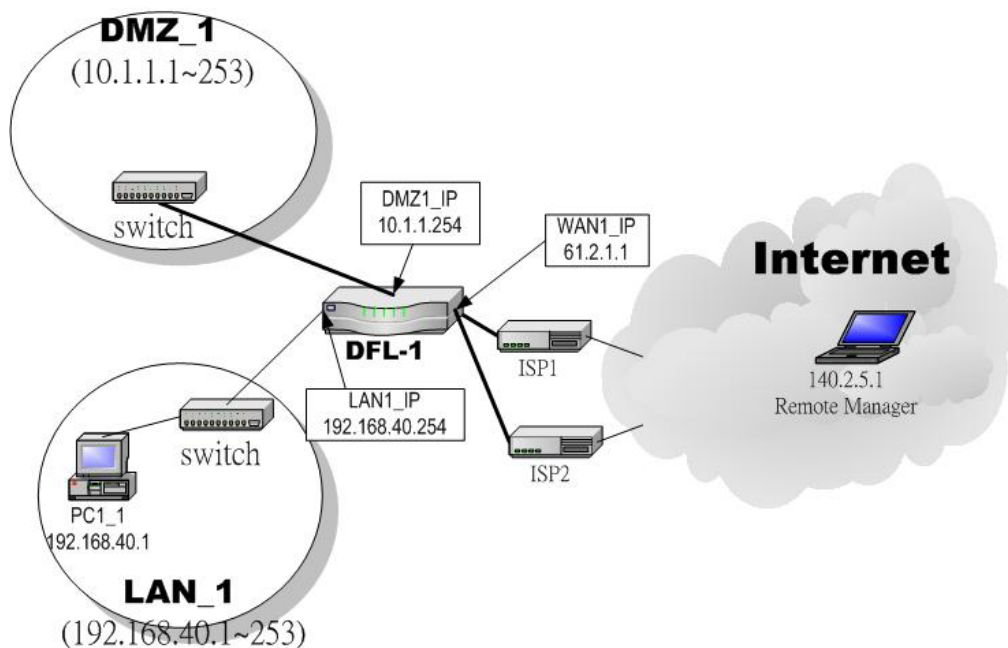 DMZ_1
(10.1.1.1~253)
switch
DMZ1_IP
10.1.1.254
WAN1_IP
61.2.1.1
Internet
DFL-1
ISP1
140.2.5.1
Remote Manager
LAN1_IP
192.168.40.254
switch
ISP2
PC1_1
192.168.40.1
LAN_1
(192.168.40.1~253)